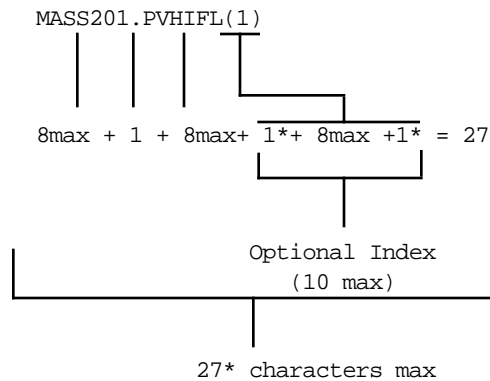 MASS201.PVHIFL(1)
8max + 1 + 8max+ 1*+ 8max +1* = 27
Optional Index
(10 max)
27* characters max